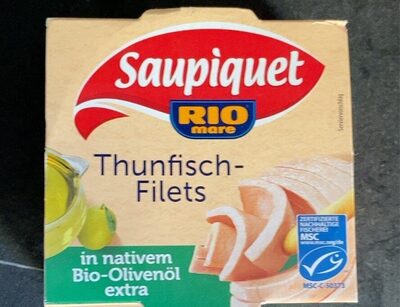 Saupiquet
RIO
mare
Thunfisch-
Filets
Serviervorschlag
in nativem
Bio-Olivenöl
extra
ZERTIFIZIERTE
NACHHALTIGE
FISCHEREI
MSC
www.msc.org/de
MSC-C-50373